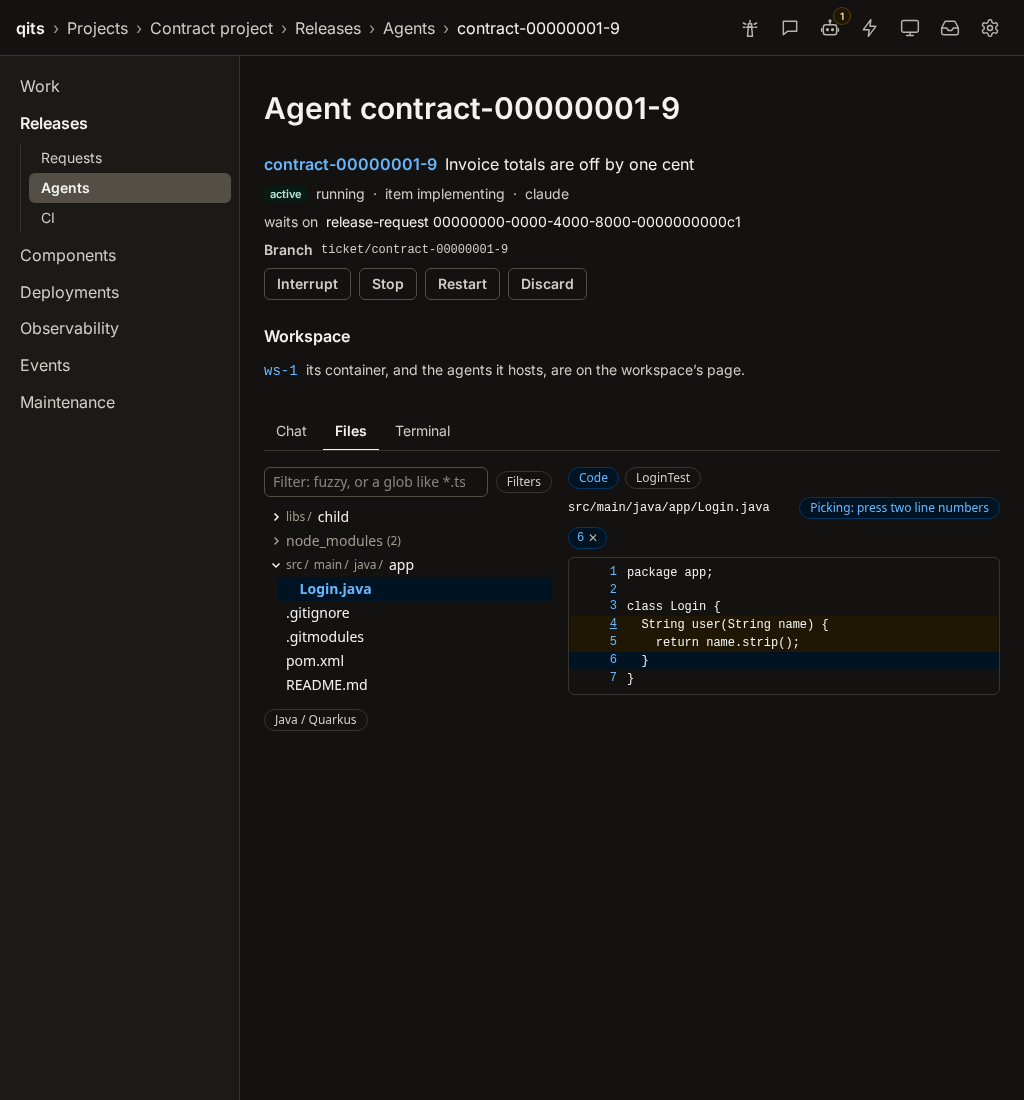 qits › Projects › Contract project › Releases › Agents › contract-00000001-9
1
Work
Releases
Requests
Agents
CI
Components
Deployments
Observability
Events
Maintenance
Agent contract-00000001-9
contract-00000001-9 Invoice totals are off by one cent
active running · item implementing · claude
waits on release-request 00000000-0000-4000-8000-0000000000c1
Branch ticket/contract-00000001-9
Interrupt Stop Restart Discard
Workspace
ws-1 its container, and the agents it hosts, are on the workspace’s page.
Chat Files Terminal
Filter: fuzzy, or a glob like *.ts Filters
libs/ child
node_modules (2)
src/ main/ java/ app
Login.java
.gitignore
.gitmodules
pom.xml
README.md
Java / Quarkus
Code LoginTest
src/main/java/app/Login.java Picking: press two line numbers
6 ✕
1 package app;
2
3 class Login {
4 String user(String name) {
5 return name.strip();
6 }
7 }